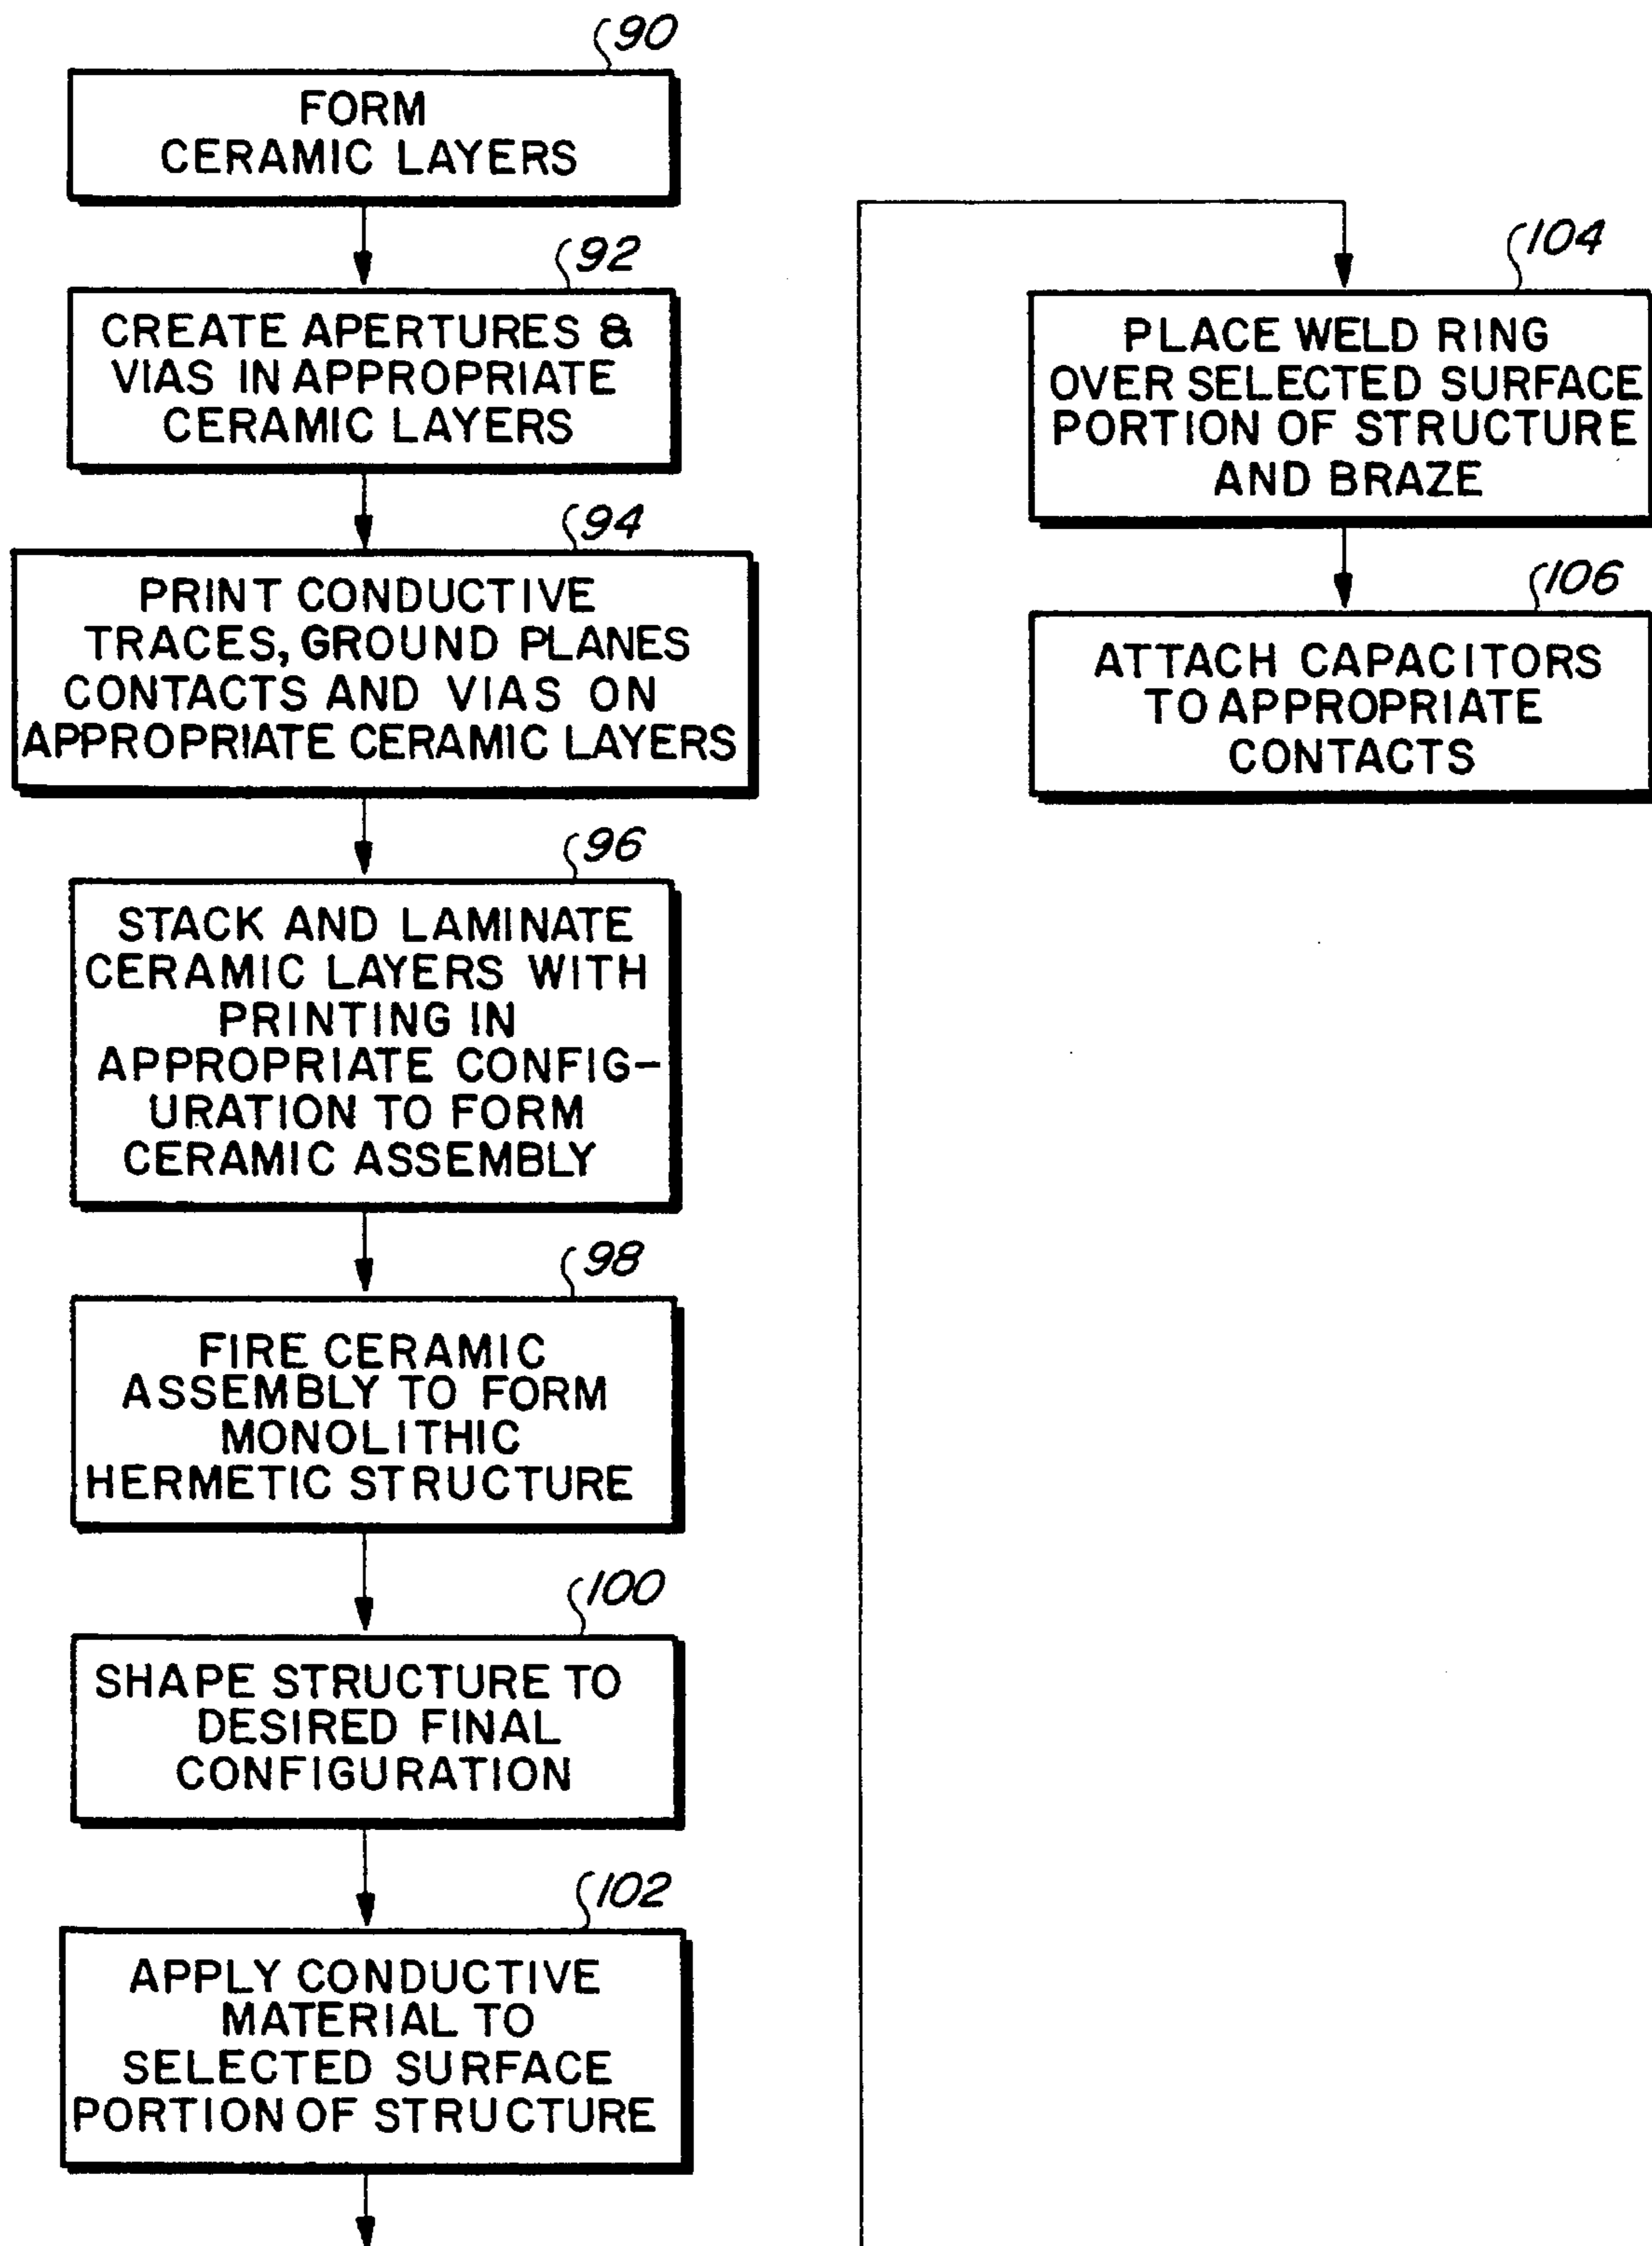 90
FORM
CERAMIC LAYERS
92
CREATE APERTURES &
VIAS IN APPROPRIATE
CERAMIC LAYERS
94
PRINT CONDUCTIVE
TRACES, GROUND PLANES
CONTACTS AND VIAS ON
APPROPRIATE CERAMIC LAYERS
96
STACK AND LAMINATE
CERAMIC LAYERS WITH
PRINTING IN
APPROPRIATE CONFIG-
URATION TO FORM
CERAMIC ASSEMBLY
98
FIRE CERAMIC
ASSEMBLY TO FORM
MONOLITHIC
HERMETIC STRUCTURE
100
SHAPE STRUCTURE TO
DESIRED FINAL
CONFIGURATION
102
APPLY CONDUCTIVE
MATERIAL TO
SELECTED SURFACE
PORTION OF STRUCTURE
104
PLACE WELD RING
OVER SELECTED SURFACE
PORTION OF STRUCTURE
AND BRAZE
106
ATTACH CAPACITORS
TO APPROPRIATE
CONTACTS